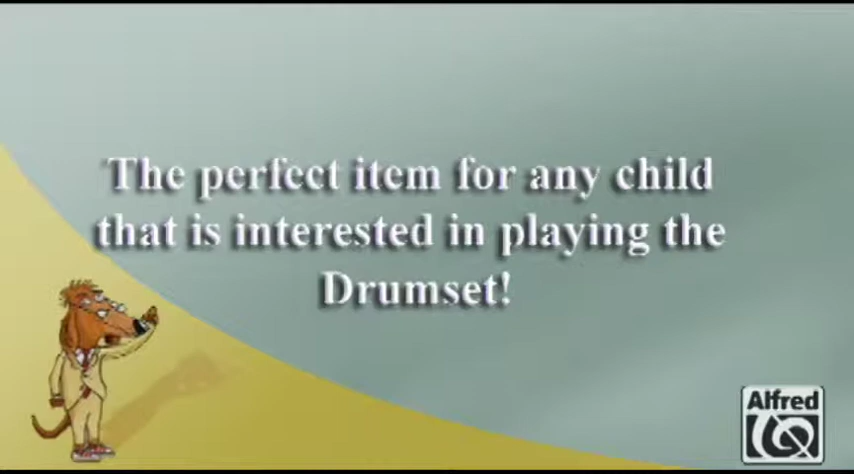 The perfect item for any child
that is interested in playing the
Drumset!
Alfred